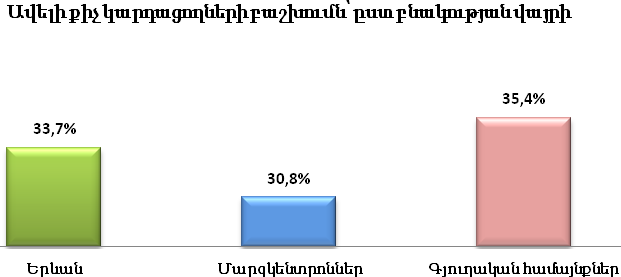 Ավելի քիչ կարդացողների բաշխումն՝ ըստ բնակության վայրի
35,4%
33,7%
30,8%
Երևան
Մարզկենտրոններ
Գյուղական համայնքներ